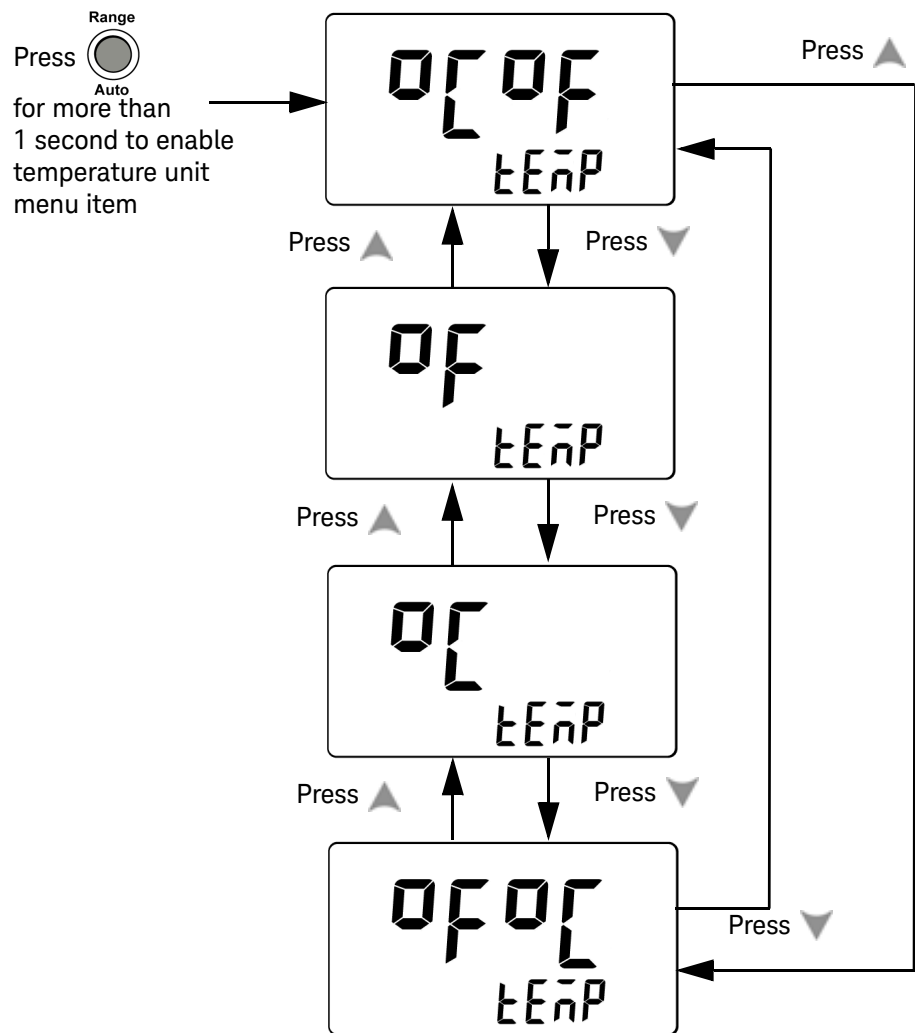 Range
Press
Auto
for more than
1 second to enable
temperature unit
menu item
°C °F
tEmP
Press
Press
Press
°F
tEmP
Press
Press
°C
tEmP
Press
Press
°F °C
tEmP
Press